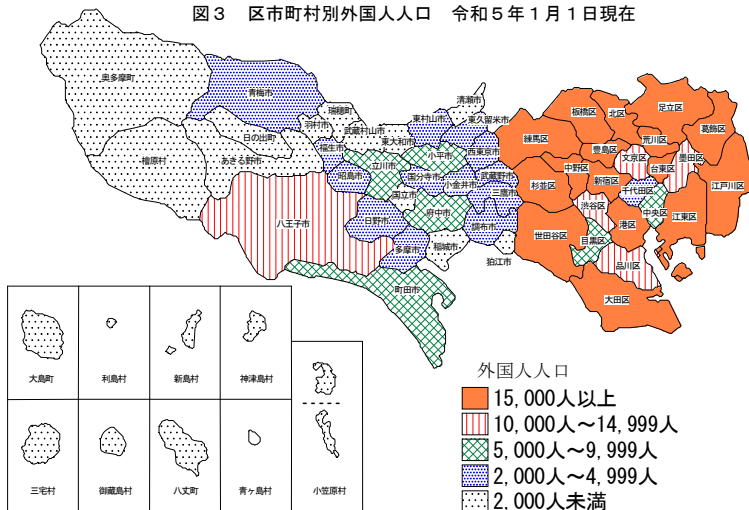 図３　区市町村別外国人人口　令和５年１月１日現在
奥多摩町
青梅市
瑞穂町
清瀬市
足立区
板橋区
北区
葛飾区
羽村市
武蔵村山市
東村山市
東久留米市
練馬区
荒川区
日の出町
東大和市
豊島区
檜原村
あきる野市
福生市
小平市
西東京市
文京区
墨田区
立川市
中野区
台東区
昭島市
国分寺市
小金井市
武蔵野市
杉並区
新宿区
千代田区
江戸川区
国立市
三鷹市
渋谷区
中央区
八王子市
日野市
府中市
調布市
世田谷区
港区
江東区
多摩市
稲城市
目黒区
狛江市
品川区
町田市
大田区
大島町
利島村
新島村
神津島村
三宅村
御蔵島村
八丈町
青ヶ島村
小笠原村
外国人人口
15,000人以上
10,000人～14,999人
5,000人～9,999人
2,000人～4,999人
2,000人未満